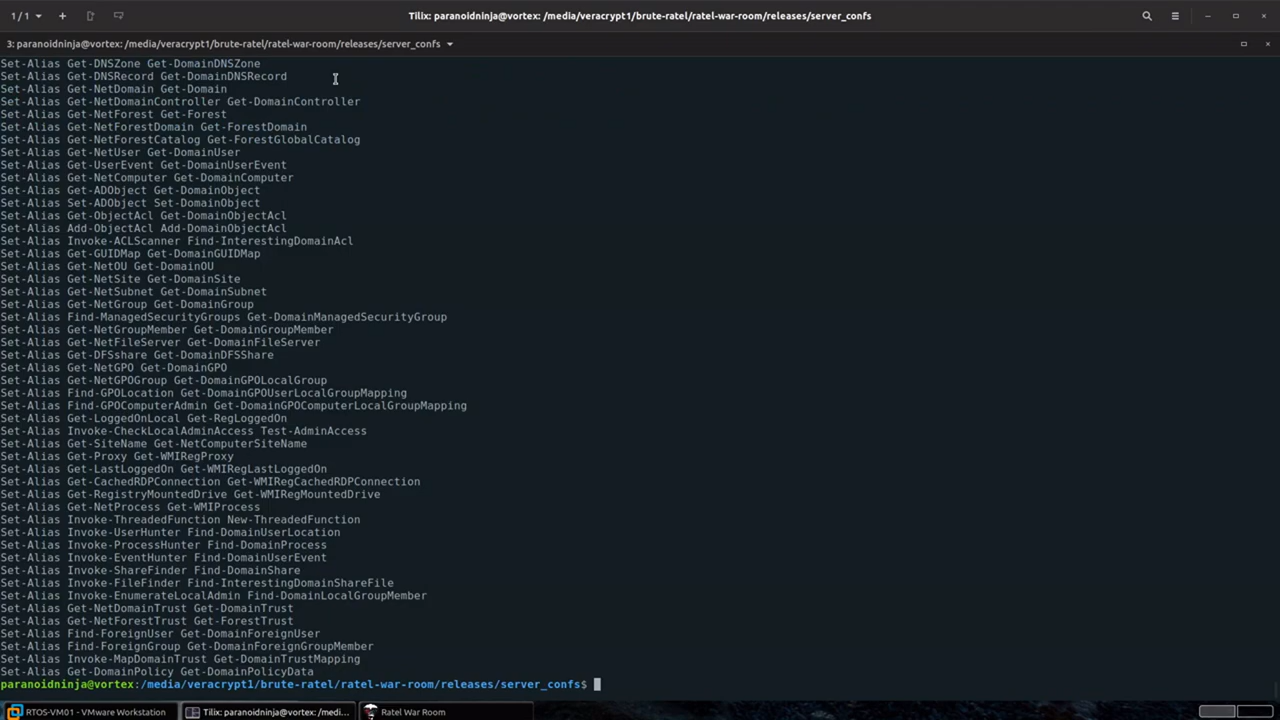 1/1
Tilix: paranoidninja@vortex: /media/veracrypt1/brute-ratel/ratel-war-room/releases/server_confs
3: paranoidninja@vortex: /media/veracrypt1/brute-ratel/ratel-war-room/releases/server_confs
Set-Alias Get-DNSZone Get-DomainDNSZone
Set-Alias Get-DNSRecord Get-DomainDNSRecord
Set-Alias Get-NetDomain Get-Domain
Set-Alias Get-NetDomainController Get-DomainController
Set-Alias Get-NetForest Get-Forest
Set-Alias Get-NetForestDomain Get-ForestDomain
Set-Alias Get-NetForestCatalog Get-ForestGlobalCatalog
Set-Alias Get-NetUser Get-DomainUser
Set-Alias Get-UserEvent Get-DomainUserEvent
Set-Alias Get-NetComputer Get-DomainComputer
Set-Alias Get-ADObject Get-DomainObject
Set-Alias Set-ADObject Set-DomainObject
Set-Alias Get-ObjectAcl Get-DomainObjectAcl
Set-Alias Add-ObjectAcl Add-DomainObjectAcl
Set-Alias Invoke-ACLScanner Find-InterestingDomainAcl
Set-Alias Get-GUIDMap Get-DomainGUIDMap
Set-Alias Get-NetOU Get-DomainOU
Set-Alias Get-NetSite Get-DomainSite
Set-Alias Get-NetSubnet Get-DomainSubnet
Set-Alias Get-NetGroup Get-DomainGroup
Set-Alias Find-ManagedSecurityGroups Get-DomainManagedSecurityGroup
Set-Alias Get-NetGroupMember Get-DomainGroupMember
Set-Alias Get-NetFileServer Get-DomainFileServer
Set-Alias Get-DFSshare Get-DomainDFSShare
Set-Alias Get-NetGPO Get-DomainGPO
Set-Alias Get-NetGPOGroup Get-DomainGPOLocalGroup
Set-Alias Find-GPOLocation Get-DomainGPOUserLocalGroupMapping
Set-Alias Find-GPOComputerAdmin Get-DomainGPOComputerLocalGroupMapping
Set-Alias Get-LoggedOnLocal Get-RegLoggedOn
Set-Alias Invoke-CheckLocalAdminAccess Test-AdminAccess
Set-Alias Get-SiteName Get-NetComputerSiteName
Set-Alias Get-Proxy Get-WMIRegProxy
Set-Alias Get-LastLoggedOn Get-WMIRegLastLoggedOn
Set-Alias Get-CachedRDPConnection Get-WMIRegCachedRDPConnection
Set-Alias Get-RegistryMountedDrive Get-WMIRegMountedDrive
Set-Alias Get-NetProcess Get-WMIProcess
Set-Alias Invoke-ThreadedFunction New-ThreadedFunction
Set-Alias Invoke-UserHunter Find-DomainUserLocation
Set-Alias Invoke-ProcessHunter Find-DomainProcess
Set-Alias Invoke-EventHunter Find-DomainUserEvent
Set-Alias Invoke-ShareFinder Find-DomainShare
Set-Alias Invoke-FileFinder Find-InterestingDomainShareFile
Set-Alias Invoke-EnumerateLocalAdmin Find-DomainLocalGroupMember
Set-Alias Get-NetDomainTrust Get-DomainTrust
Set-Alias Get-NetForestTrust Get-ForestTrust
Set-Alias Find-ForeignUser Get-DomainForeignUser
Set-Alias Find-ForeignGroup Get-DomainForeignGroupMember
Set-Alias Invoke-MapDomainTrust Get-DomainTrustMapping
Set-Alias Get-DomainPolicy Get-DomainPolicyData
paranoidninja@vortex:/media/veracrypt1/brute-ratel/ratel-war-room/releases/server_confs$
RTOS-VM01 - VMware Workstation
Tilix: paranoidninja@vortex: /medi...
Ratel War Room